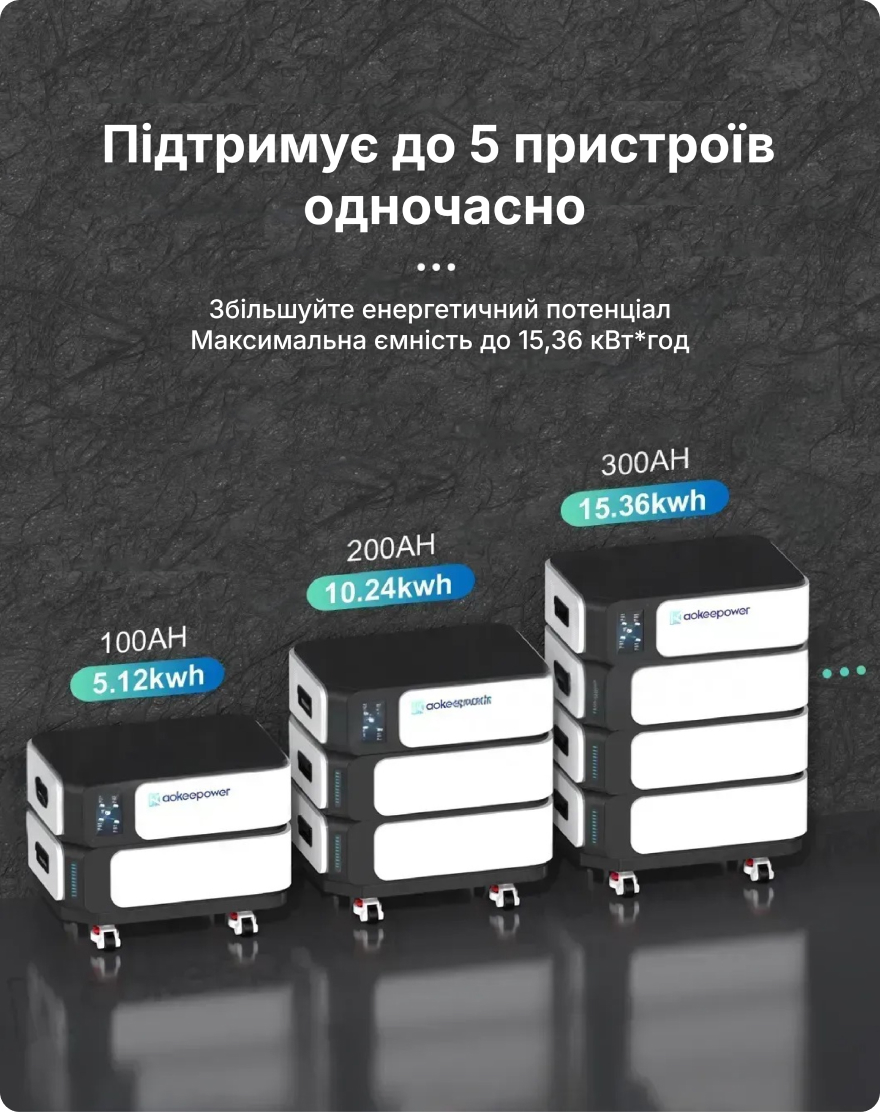 Підтримує до 5 пристроїв
одночасно
Збільшуйте енергетичний потенціал
Максимальна ємність до 15,36 кВт*год
300AH
15.36kwh
200AH
10.24kwh
100AH
5.12kwh
aokeepower
aokeepower